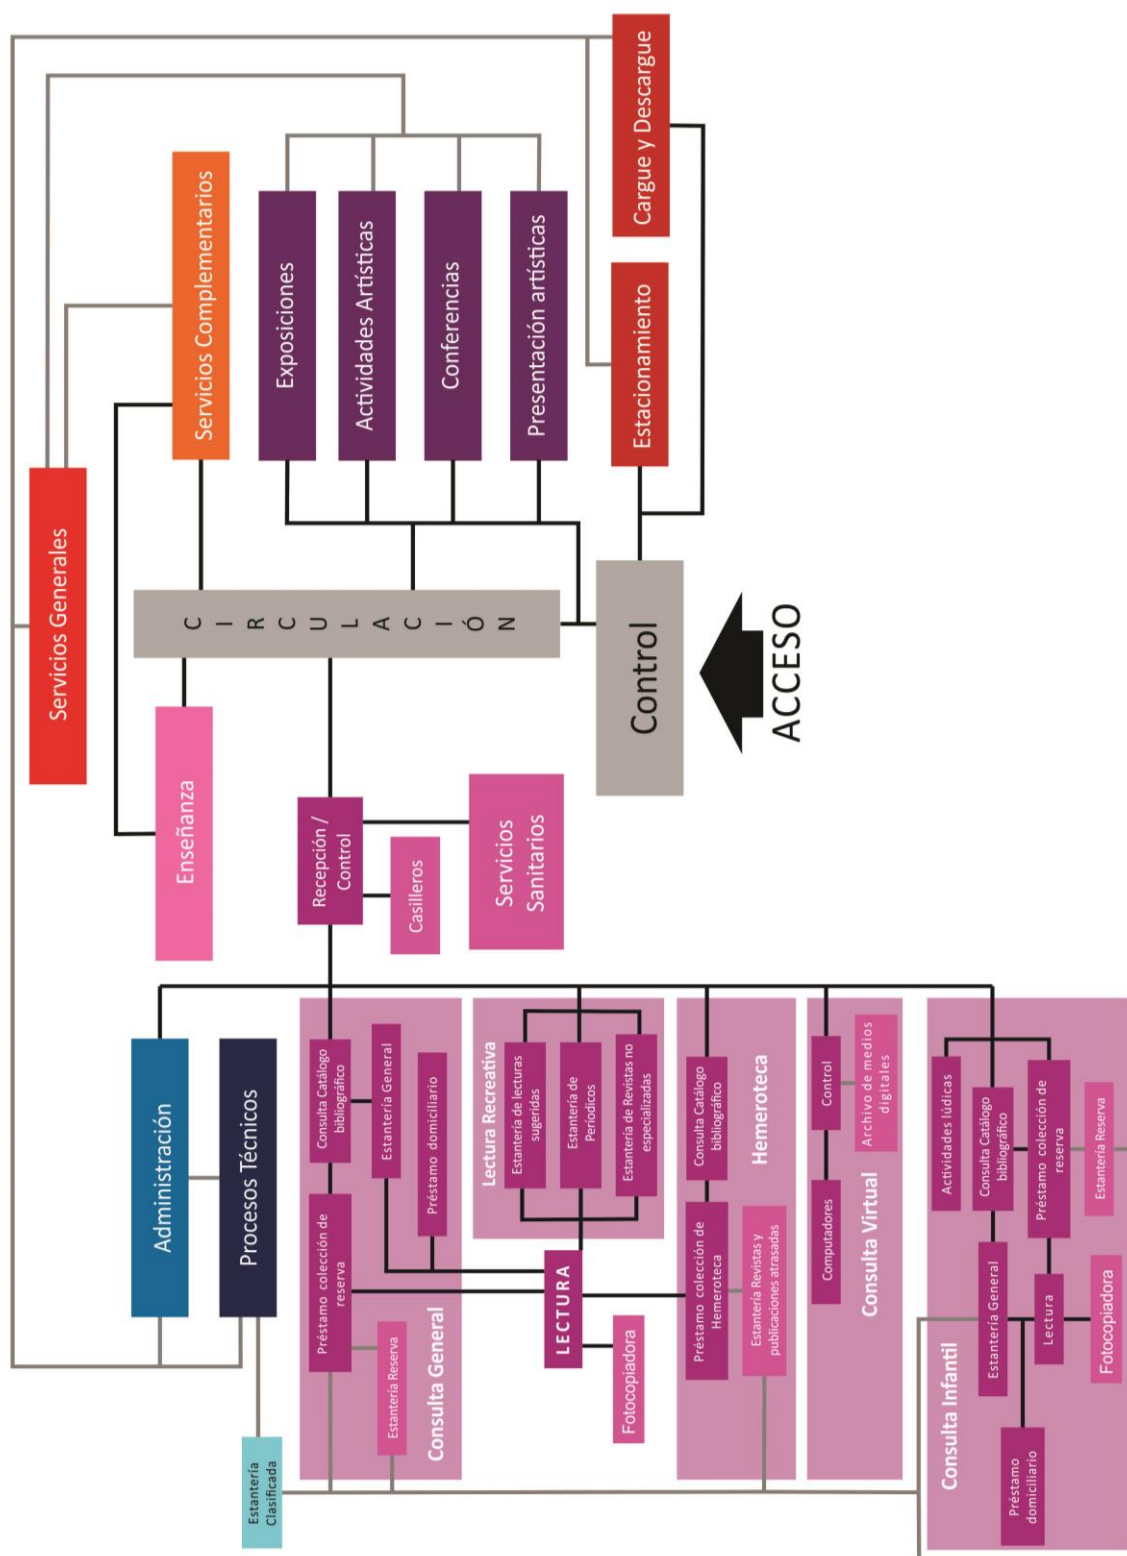 Servicios Generales
Administración
Enseñanza
Servicios Complementarios
Procesos Técnicos
Estantería
Clasificada
C I R C U L A C I Ó N
Exposiciones
Actividades Artísticas
Conferencias
Presentación artísticas
Recepción /
Control
Casilleros
Servicios
Sanitarios
Préstamo colección de
reserva
Consulta Catálogo
bibliográfico
Estantería Reserva
Estantería General
Préstamo domiciliario
Consulta General
Lectura Recreativa
Estantería de lecturas
sugeridas
Estantería de
Períodicos
Estantería de Revistas no
especializadas
LECTURA
Fotocopiadora
Préstamo colección de
Hemeroteca
Consulta Catálogo
bibliográfico
Estantería Revistas y
publicaciones atrasadas
Hemeroteca
Computadores
Control
Archivo de medios
digitales
Consulta Virtual
Consulta Infantil
Actividades lúdicas
Estantería General
Consulta Catálogo
bibliográfico
Préstamo
domiciliario
Lectura
Préstamo colección de
reserva
Fotocopiadora
Estantería Reserva
Estacionamiento
Cargue y Descargue
Control
ACCESO